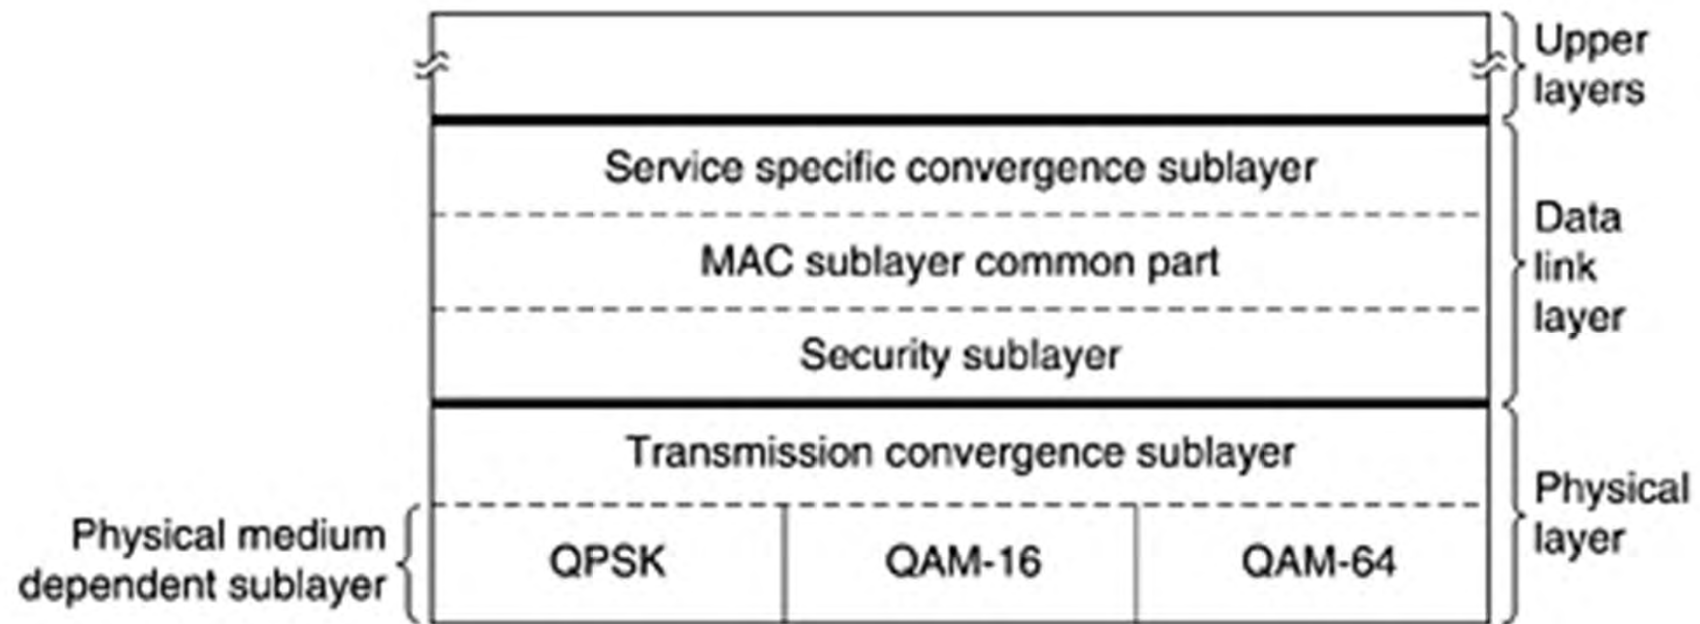 Upper
layers
Service specific convergence sublayer
Data
link
layer
MAC sublayer common part
Security sublayer
Transmission convergence sublayer
Physical
layer
Physical medium
dependent sublayer
QPSK
QAM-16
QAM-64